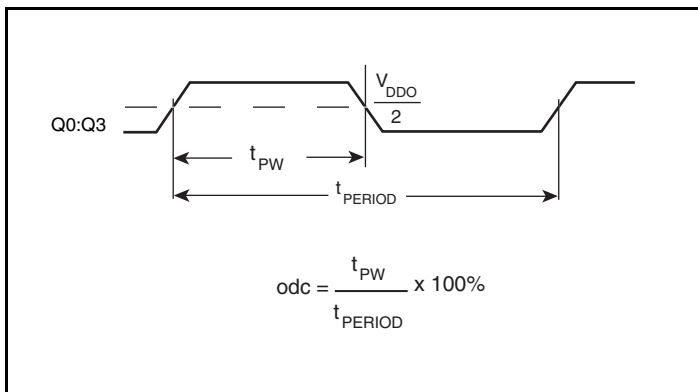 V_DDO
2
Q0:Q3
t_PW
t_PERIOD
odc = t_PW / t_PERIOD x 100%